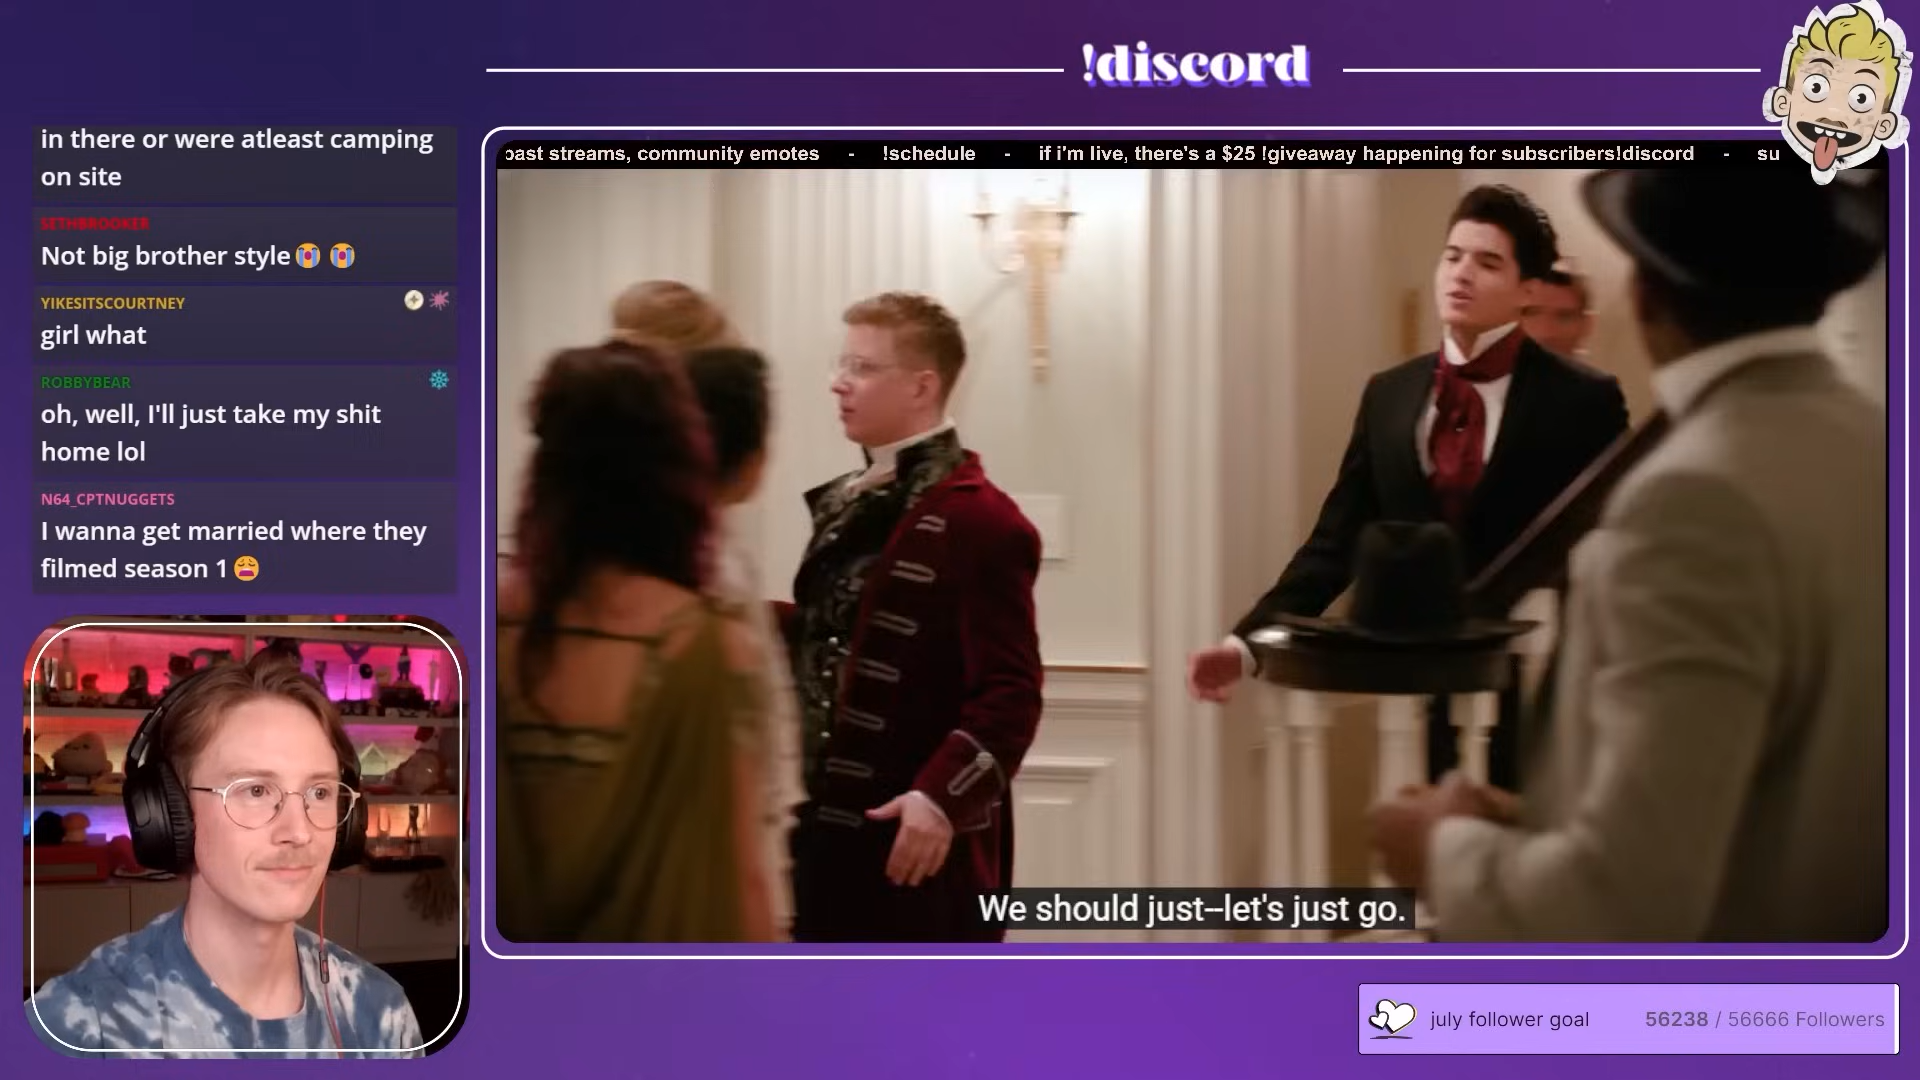 !discord
past streams, community emotes - !schedule - if i'm live, there's a $25 !giveaway happening for subscribers!discord - su
in there or were atleast camping
on site
SETHBROOKER
Not big brother style😭 😭
YIKESITSCOURTNEY
girl what
ROBBYBEAR
oh, well, I'll just take my shit
home lol
N64_CPTNUGGETS
I wanna get married where they
filmed season 1😩
We should just--let's just go.
july follower goal 56238 / 56666 Followers